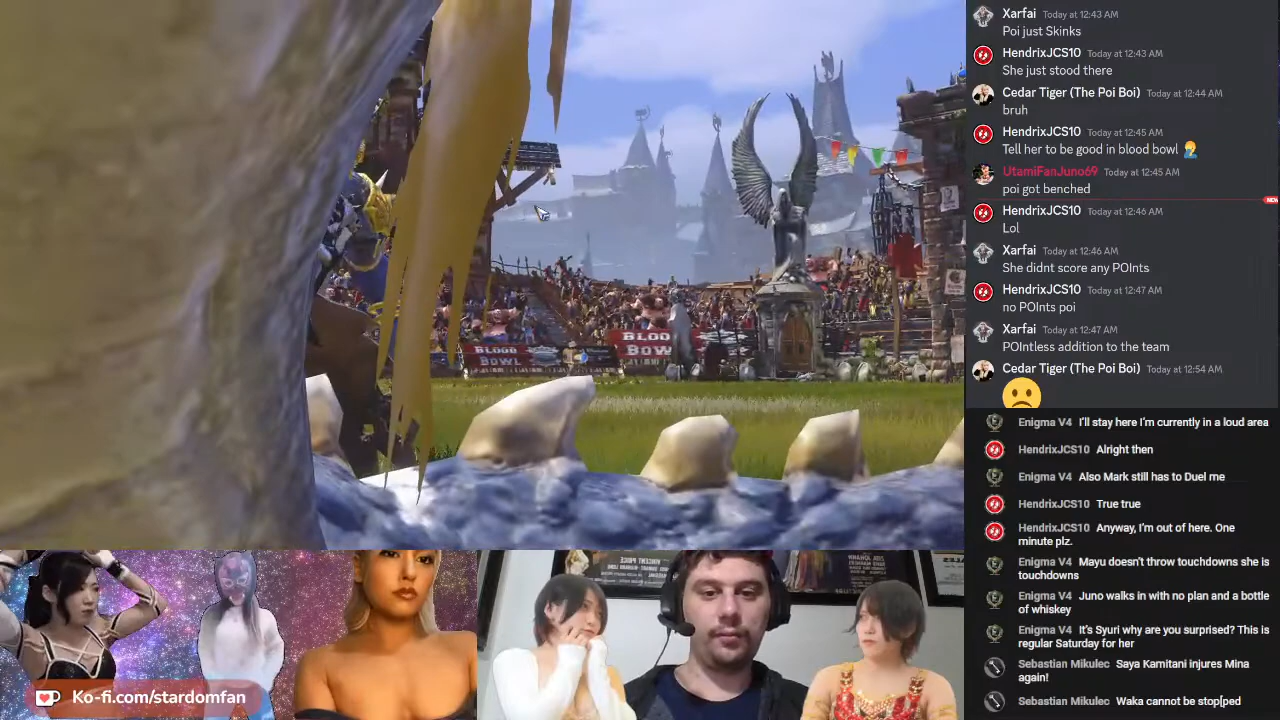 Xarfai Today at 12:43 AM
Poi just Skinks
HendrixJCS10 Today at 12:43 AM
She just stood there
Cedar Tiger (The Poi Boi) Today at 12:44 AM
bruh
HendrixJCS10 Today at 12:45 AM
Tell her to be good in blood bowl 🤦
UtamiFanJuno69 Today at 12:45 AM
poi got benched
NEW
HendrixJCS10 Today at 12:46 AM
Lol
Xarfai Today at 12:46 AM
She didnt score any POInts
HendrixJCS10 Today at 12:47 AM
no POInts poi
Xarfai Today at 12:47 AM
POIntless addition to the team
Cedar Tiger (The Poi Boi) Today at 12:54 AM
Enigma V4 I'll stay here I'm currently in a loud area
HendrixJCS10 Alright then
Enigma V4 Also Mark still has to Duel me
HendrixJCS10 True true
HendrixJCS10 Anyway, I'm out of here. One
minute plz.
Enigma V4 Mayu doesn't throw touchdowns she is
touchdowns
Enigma V4 Juno walks in with no plan and a bottle
of whiskey
Enigma V4 It's Syuri why are you surprised? This is
regular Saturday for her
Sebastian Mikulec Saya Kamitani injures Mina
again!
Sebastian Mikulec Waka cannot be stop[ped
BLOOD
BOWL
BLOOD
BOWL
Ko-fi.com/stardomfan